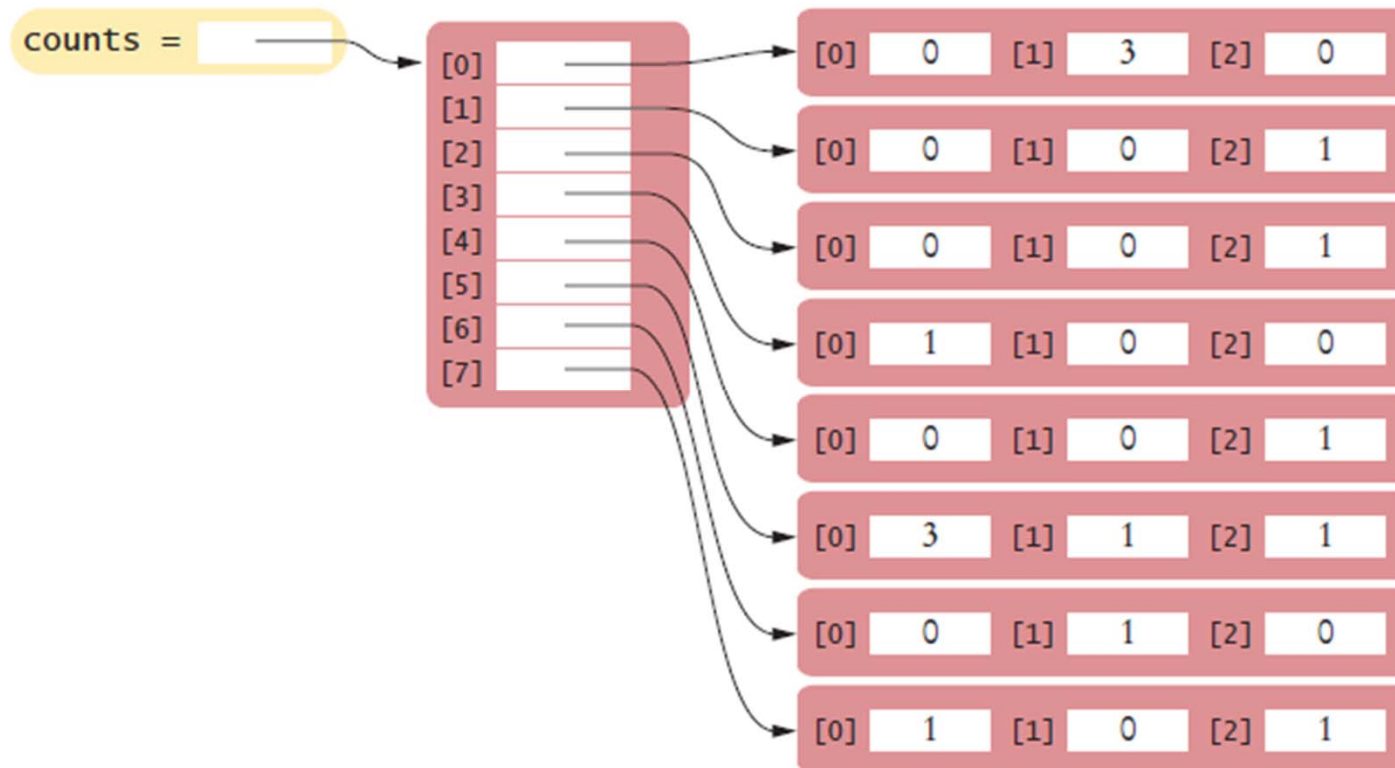 counts =
[0]
[1]
[2]
[3]
[4]
[5]
[6]
[7]
[0] 0 [1] 3 [2] 0
[0] 0 [1] 0 [2] 1
[0] 0 [1] 0 [2] 1
[0] 1 [1] 0 [2] 0
[0] 0 [1] 0 [2] 1
[0] 3 [1] 1 [2] 1
[0] 0 [1] 1 [2] 0
[0] 1 [1] 0 [2] 1